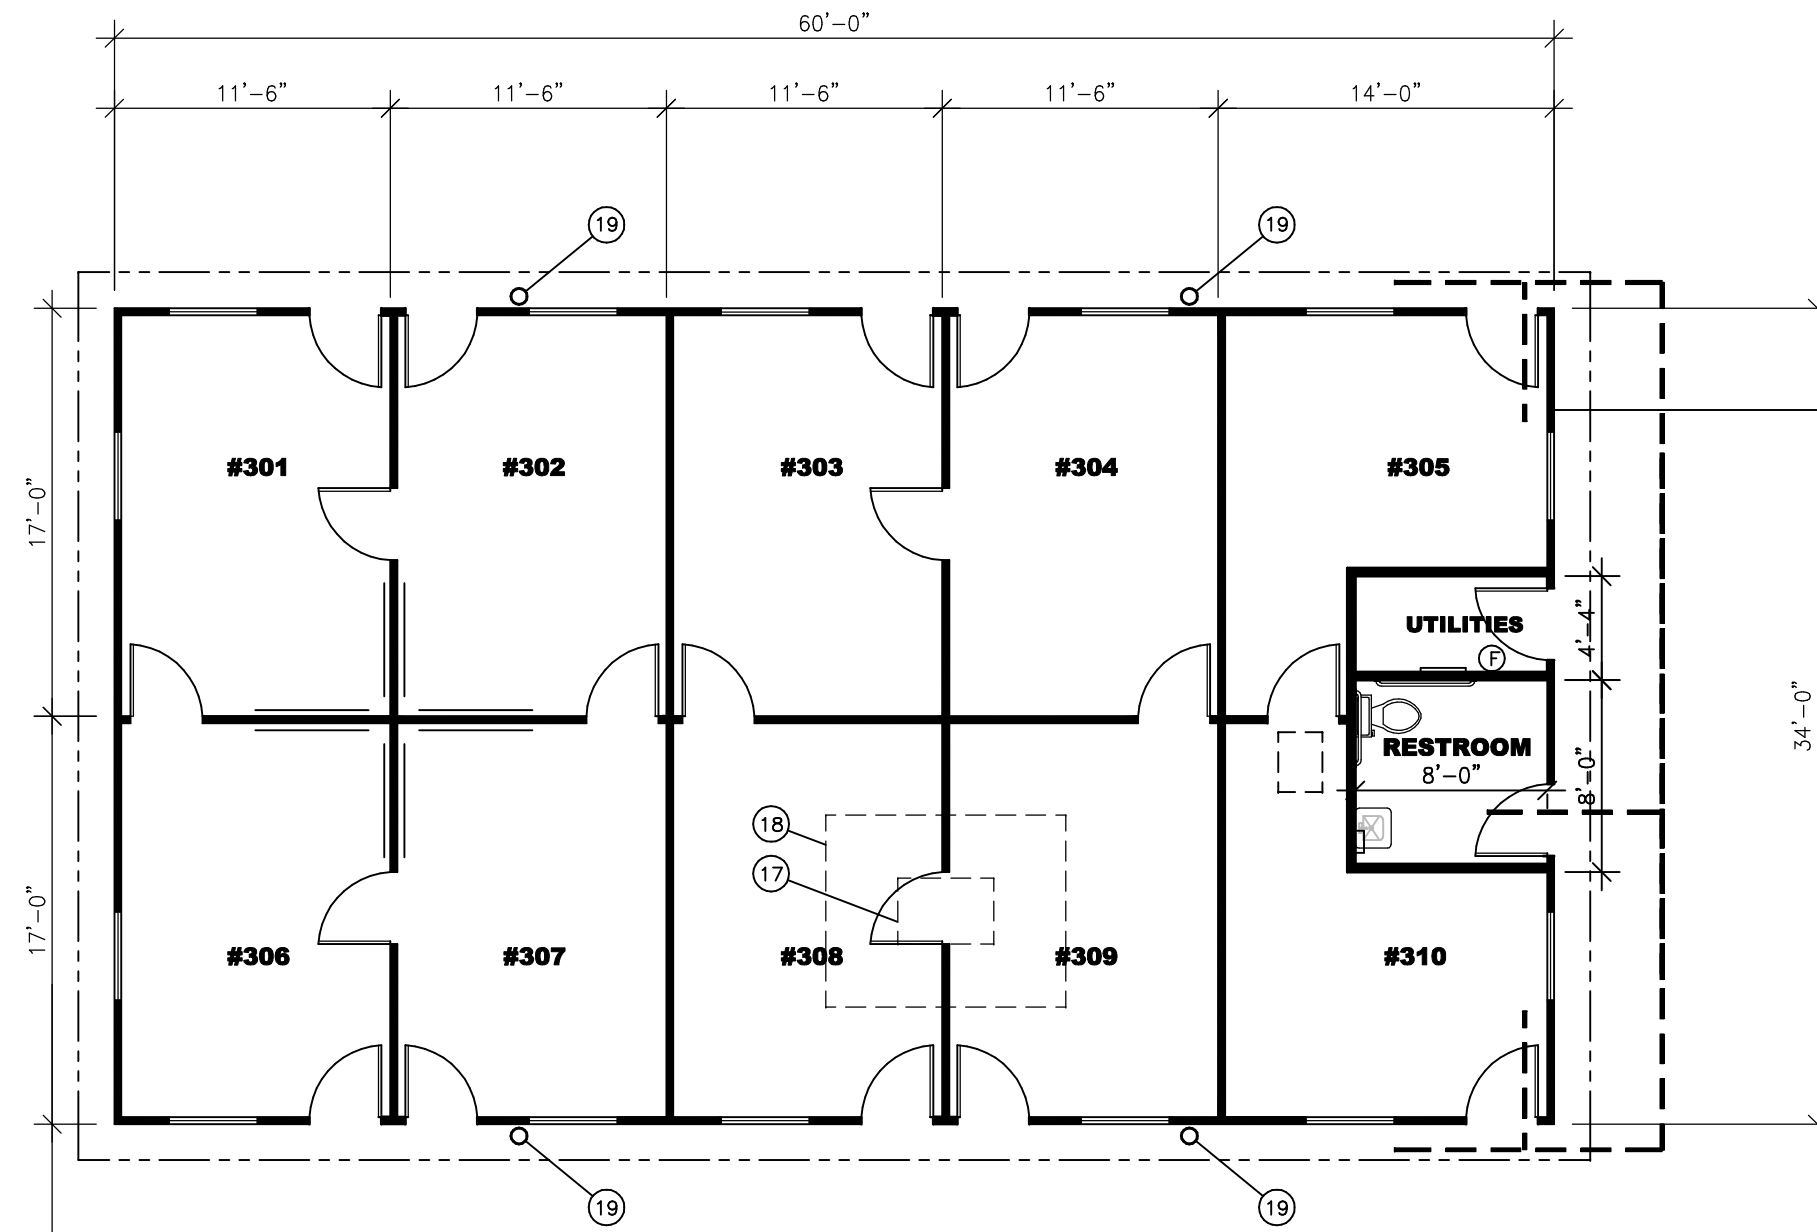 60'-0"
11'-6" 11'-6" 11'-6" 11'-6" 14'-0"
19 19
#301 #302 #303 #304 #305
17'-0"
UTILITIES
4'-4"
F
34'-0"
RESTROOM
8'-0"
8'-0"
18
17
17'-0"
#306 #307 #308 #309 #310
19 19